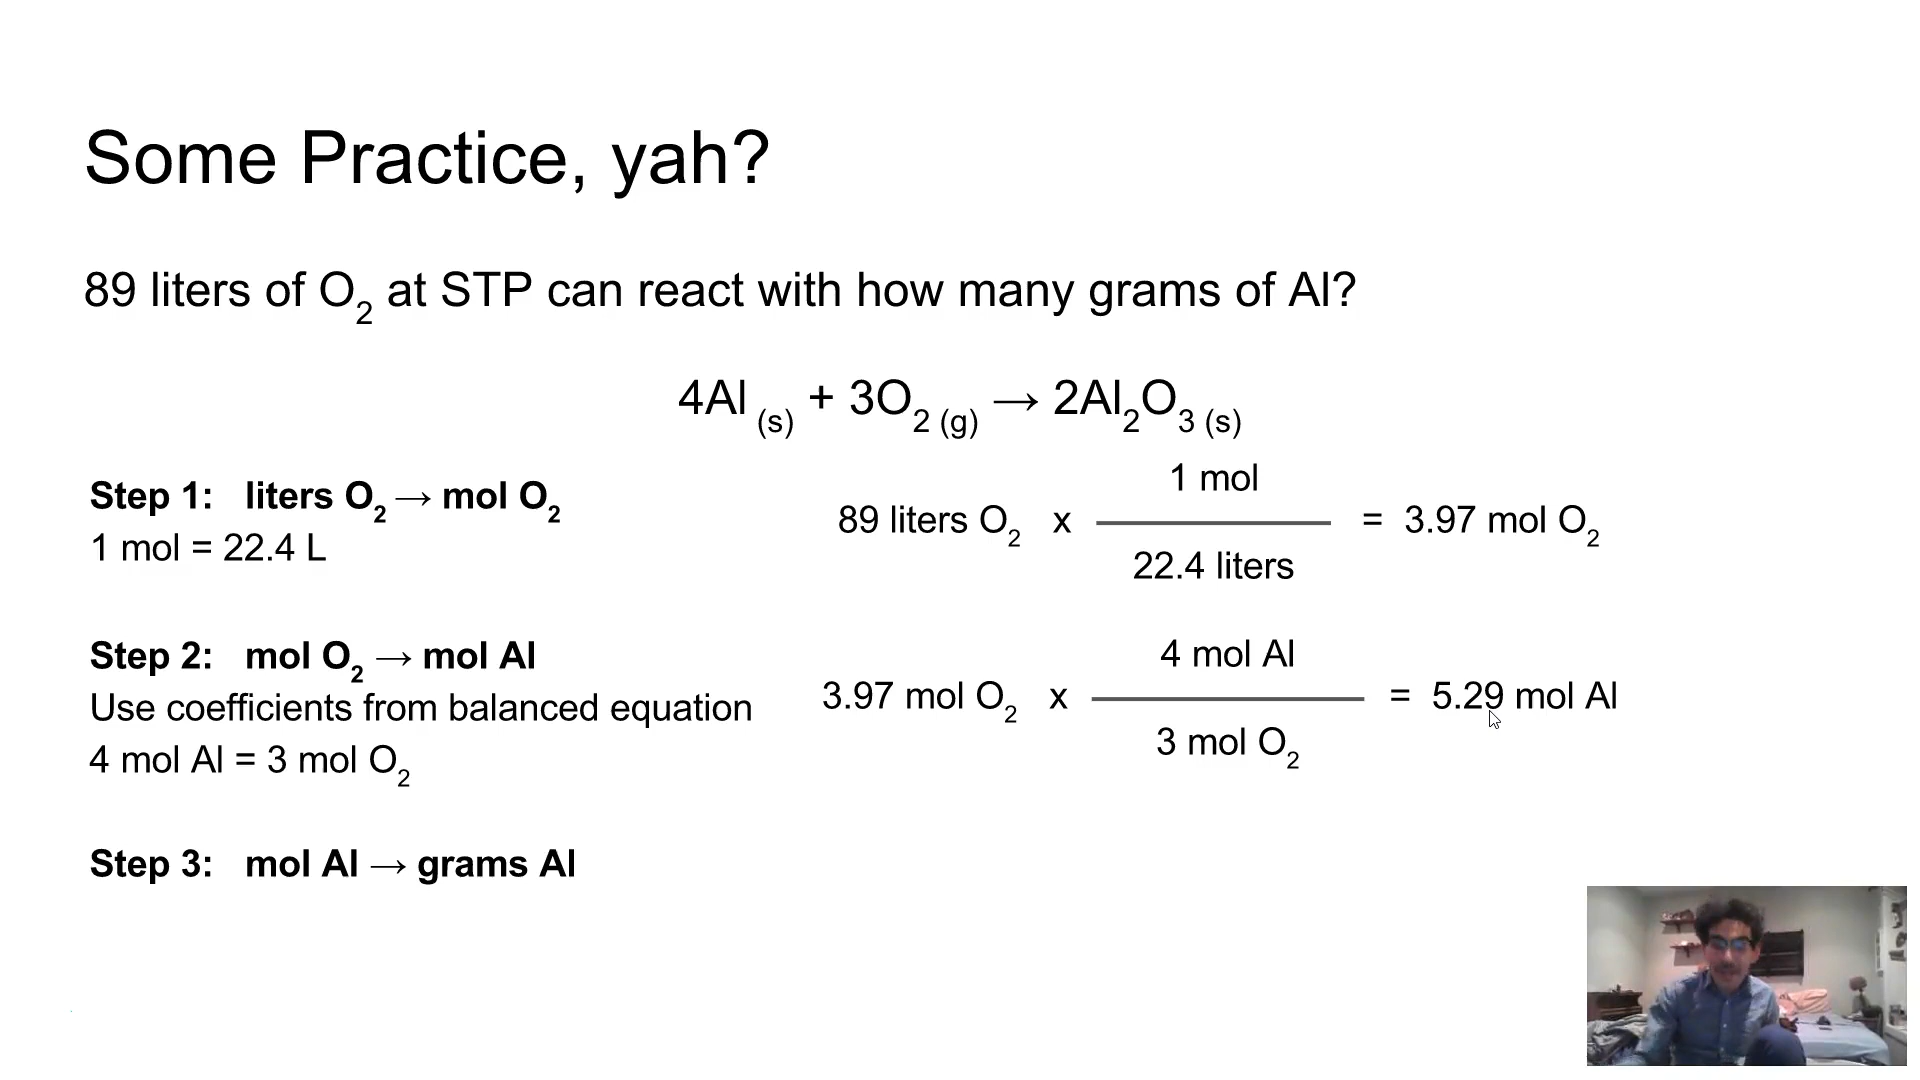 Some Practice, yah?
89 liters of O₂ at STP can react with how many grams of Al?
4Al (s) + 3O₂ (g) → 2Al₂O₃ (s)
Step 1: liters O₂ → mol O₂
1 mol = 22.4 L
1 mol
89 liters O₂ x = 3.97 mol O₂
22.4 liters
Step 2: mol O₂ → mol Al
Use coefficients from balanced equation
4 mol Al = 3 mol O₂
4 mol Al
3.97 mol O₂ x = 5.29 mol Al
3 mol O₂
Step 3: mol Al → grams Al